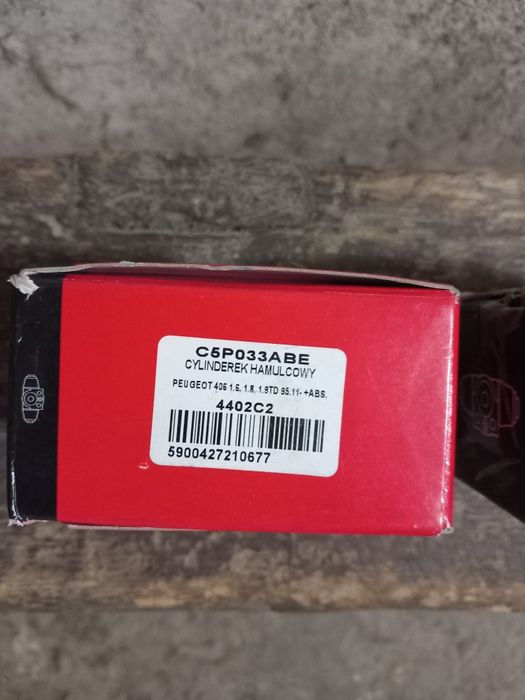 C5P033ABE
CYLINDEREK HAMULCOWY
PEUGEOT 406 1.6, 1.8, 1.9TD 95.11- +ABS,
4402C2
5900427210677